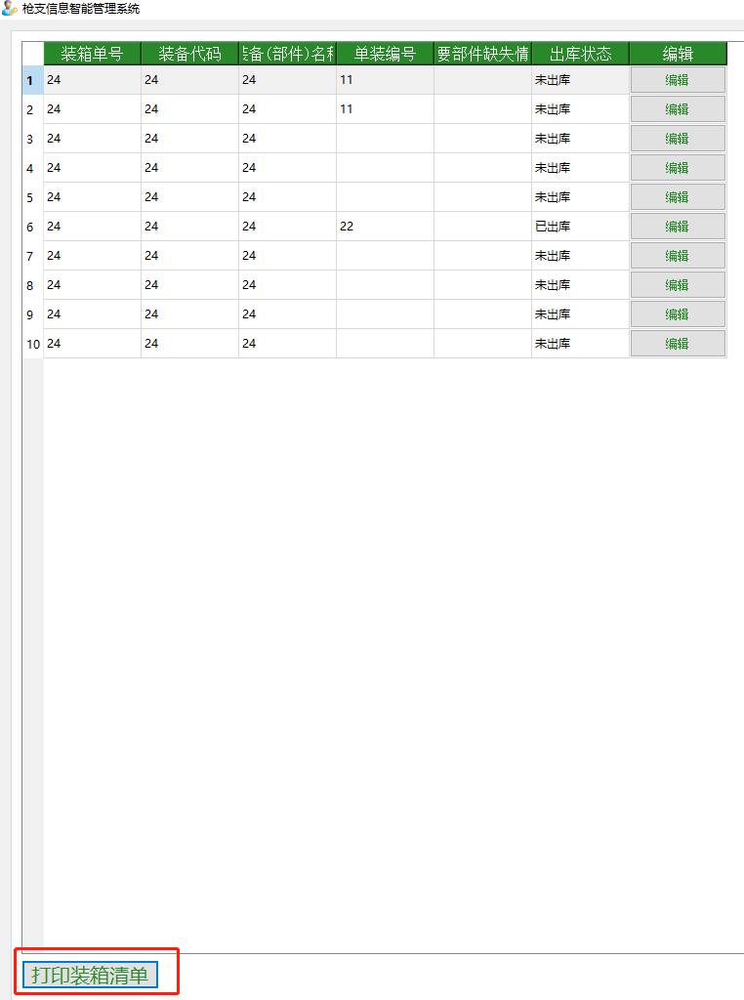 枪支信息智能管理系统
装箱单号 装备代码 装备(部件)名称 单装编号 要部件缺失情 出库状态 编辑
1 24 24 24 11 未出库 编辑
2 24 24 24 11 未出库 编辑
3 24 24 24 未出库 编辑
4 24 24 24 未出库 编辑
5 24 24 24 未出库 编辑
6 24 24 24 22 已出库 编辑
7 24 24 24 未出库 编辑
8 24 24 24 未出库 编辑
9 24 24 24 未出库 编辑
10 24 24 24 未出库 编辑
打印装箱清单